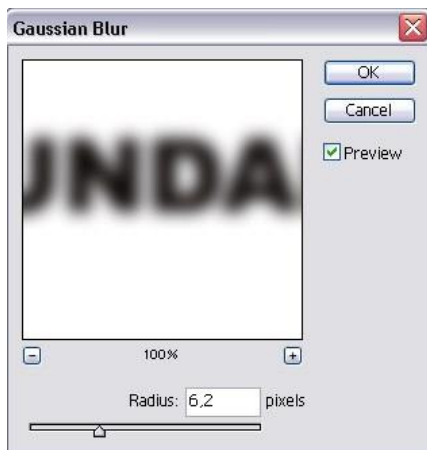 Gaussian Blur
OK
Cancel
Preview
UNDA
100%
Radius: 6,2 pixels